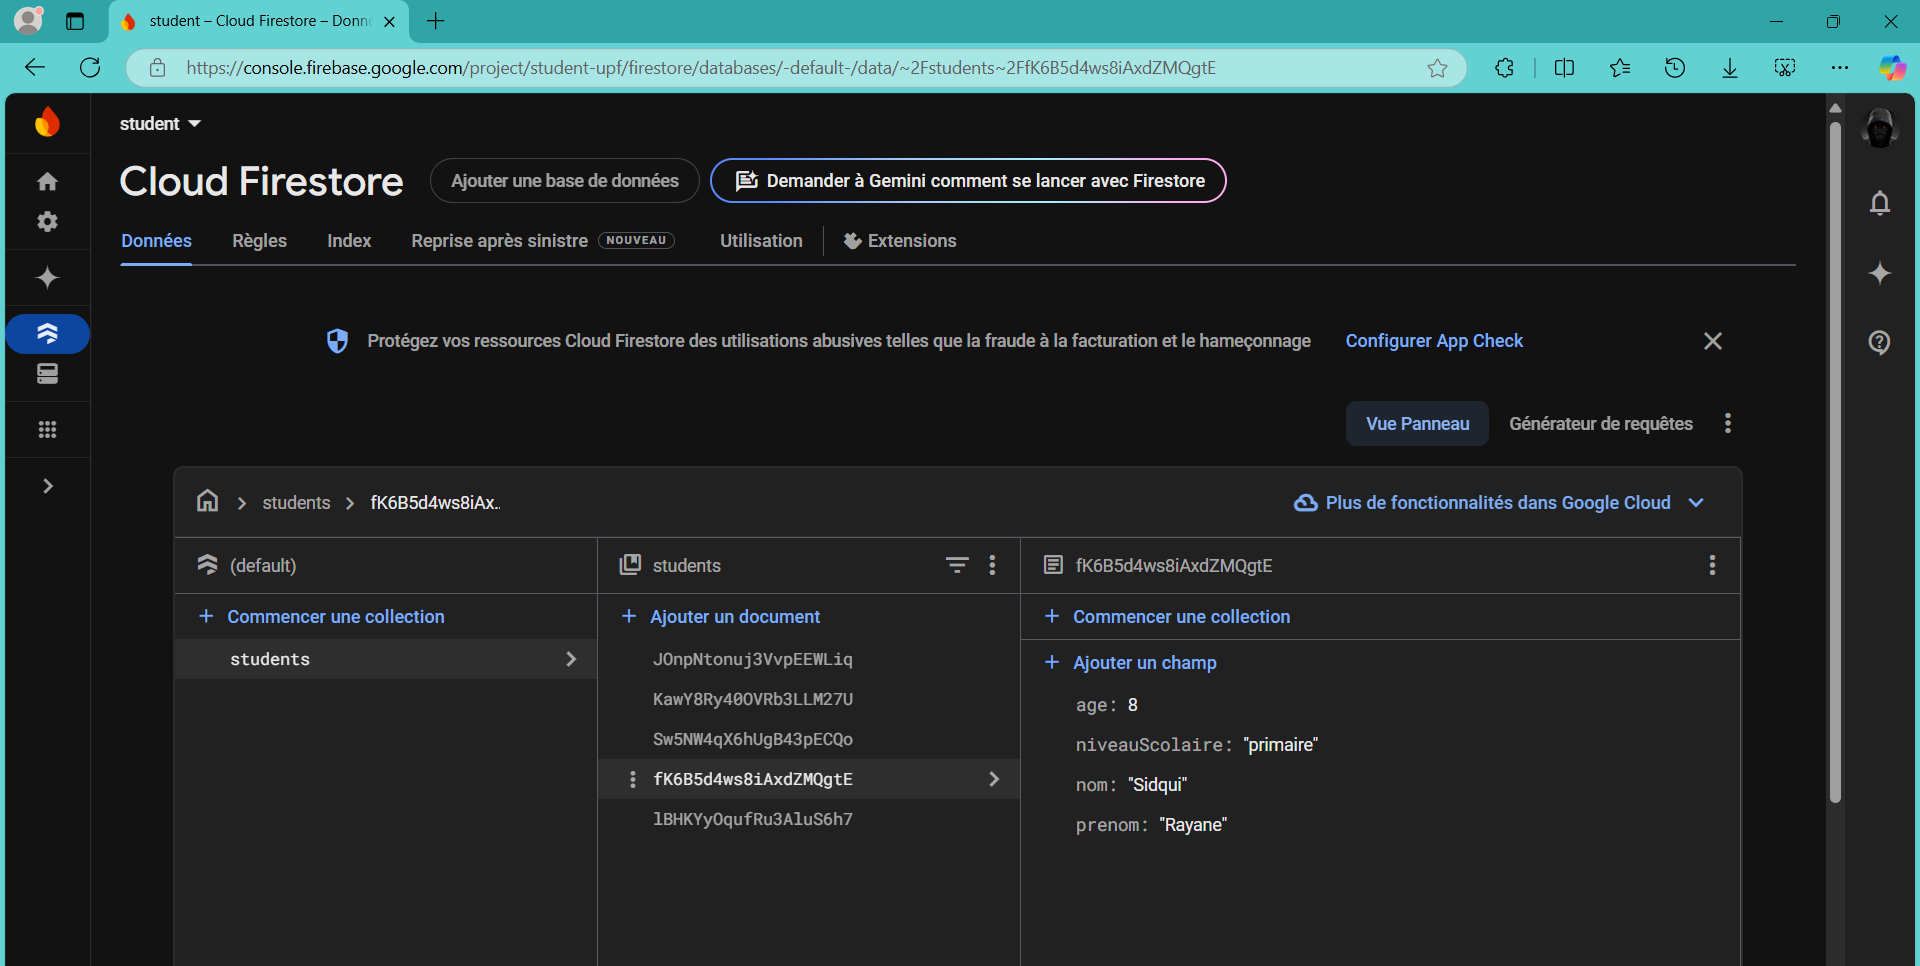 student – Cloud Firestore – Donn
https://console.firebase.google.com/project/student-upf/firestore/databases/-default-/data/~2Fstudents~2FfK6B5d4ws8iAxdZMQgtE
student
Cloud Firestore
Ajouter une base de données
Demander à Gemini comment se lancer avec Firestore
Données
Règles
Index
Reprise après sinistre NOUVEAU
Utilisation
Extensions
Protégez vos ressources Cloud Firestore des utilisations abusives telles que la fraude à la facturation et le hameçonnage
Configurer App Check
Vue Panneau
Générateur de requêtes
students
fK6B5d4ws8iAx..
Plus de fonctionnalités dans Google Cloud
(default)
Commencer une collection
students
students
Ajouter un document
JOnpNtonuj3VvpEEWLiq
KawY8Ry40OVRb3LLM27U
Sw5NW4qX6hUgB43pECQo
fK6B5d4ws8iAxdZMQgtE
lBHKYyOqufRu3AluS6h7
fK6B5d4ws8iAxdZMQgtE
Commencer une collection
Ajouter un champ
age: 8
niveauScolaire: "primaire"
nom: "Sidqui"
prenom: "Rayane"